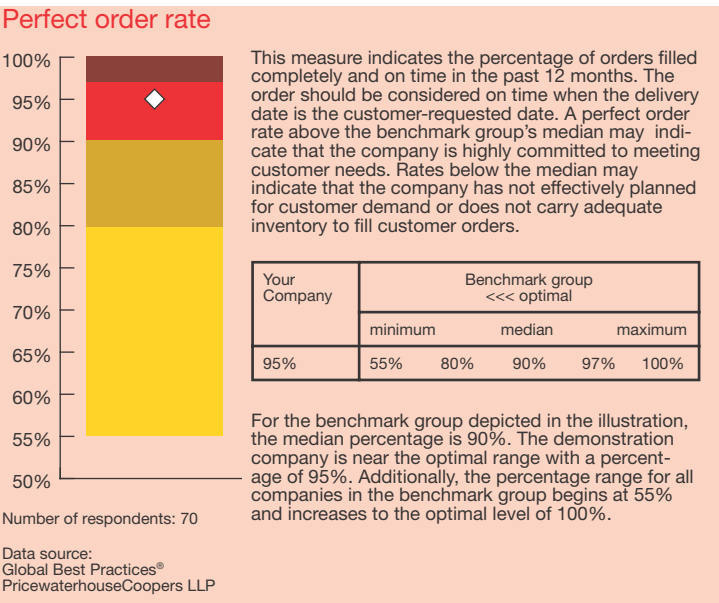 Perfect order rate
100%
95%
90%
85%
80%
75%
70%
65%
60%
55%
50%
Number of respondents: 70
Data source:
Global Best Practices®
PricewaterhouseCoopers LLP
This measure indicates the percentage of orders filled
completely and on time in the past 12 months. The
order should be considered on time when the delivery
date is the customer-requested date. A perfect order
rate above the benchmark group's median may indi-
cate that the company is highly committed to meeting
customer needs. Rates below the median may
indicate that the company has not effectively planned
for customer demand or does not carry adequate
inventory to fill customer orders.
Your
Company
Benchmark group
<<< optimal
minimum median maximum
95% 55% 80% 90% 97% 100%
For the benchmark group depicted in the illustration,
the median percentage is 90%. The demonstration
company is near the optimal range with a percent-
age of 95%. Additionally, the percentage range for all
companies in the benchmark group begins at 55%
and increases to the optimal level of 100%.